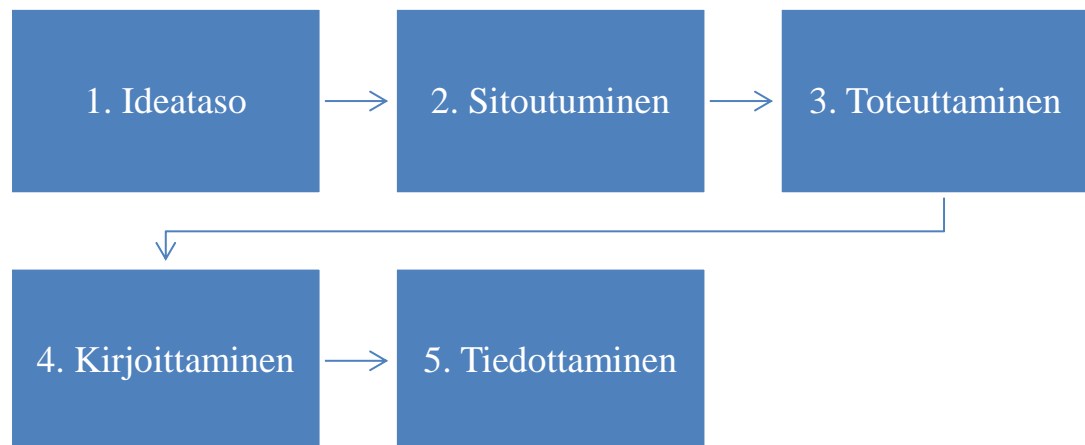 1. Ideataso
2. Sitoutuminen
3. Toteuttaminen
4. Kirjoittaminen
5. Tiedottaminen